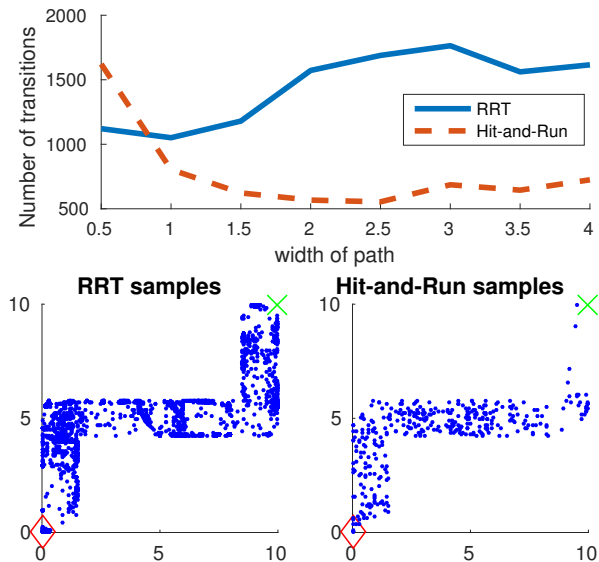 2000
1500
1000
500
Number of transitions
RRT
Hit-and-Run
0.5 1 1.5 2 2.5 3 3.5 4
width of path
RRT samples
10
5
0
0 5 10
Hit-and-Run samples
10
5
0
0 5 10